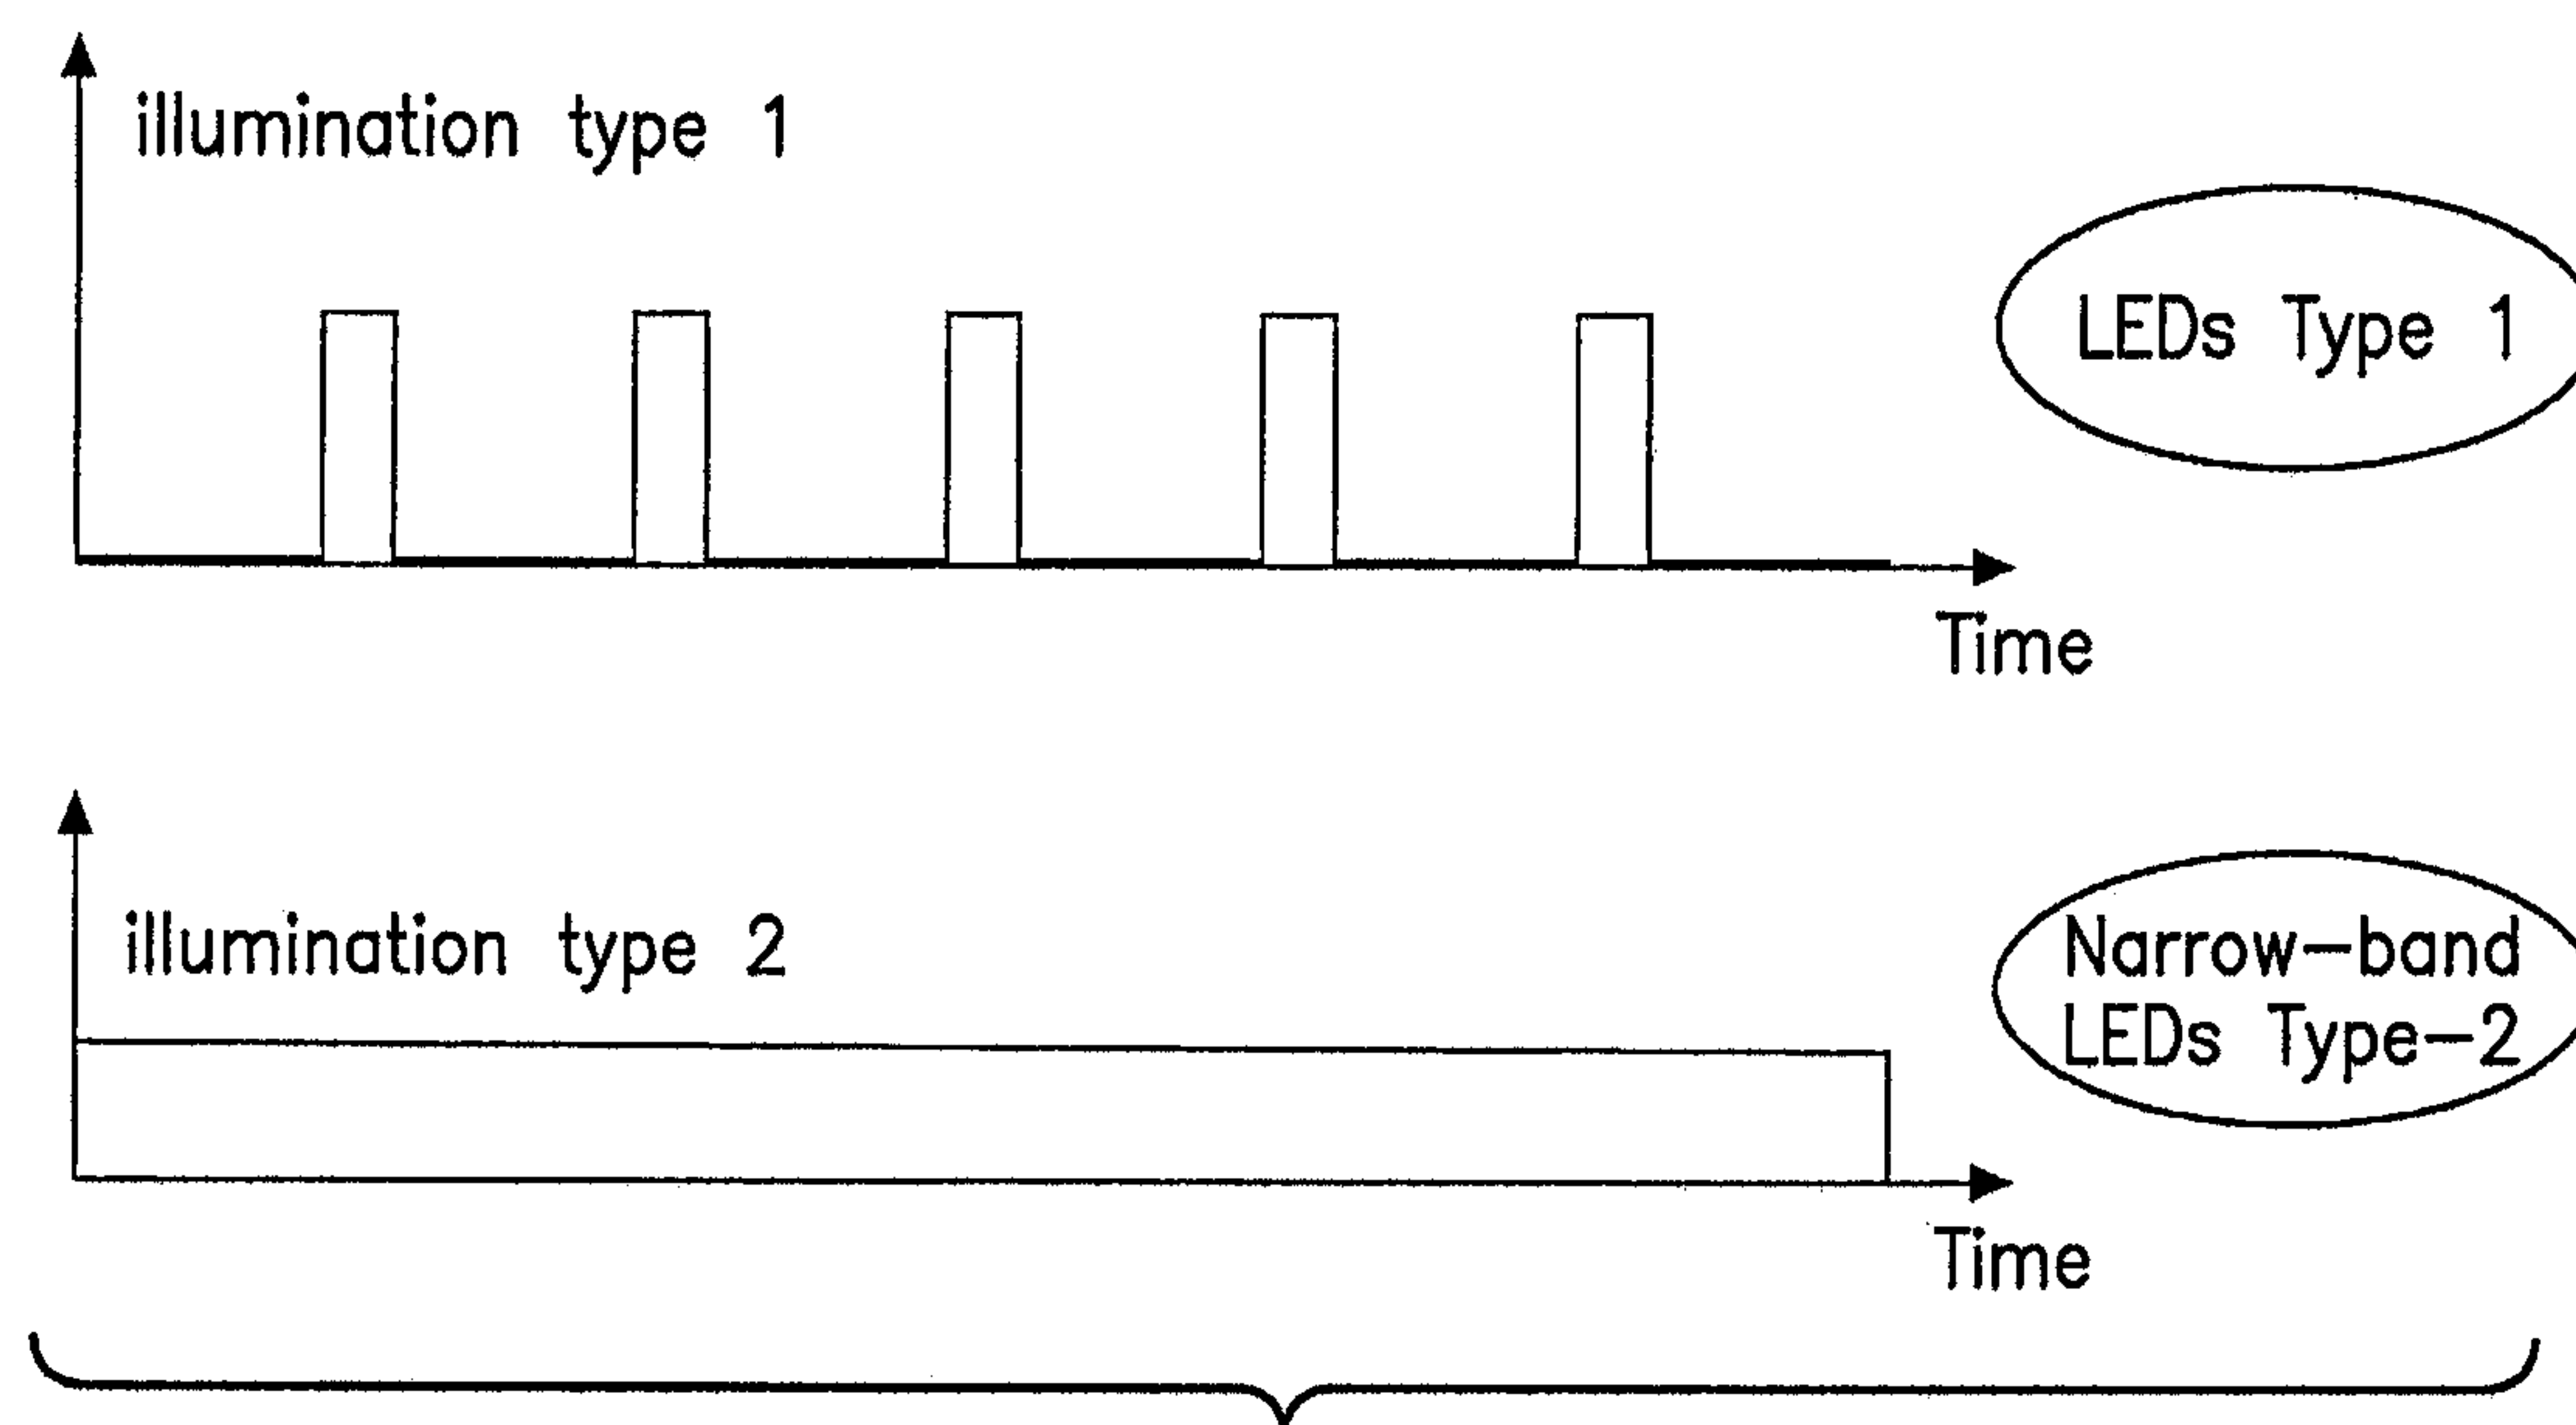 illumination type 1
LEDs Type 1
Time
illumination type 2
Narrow-band
LEDs Type-2
Time